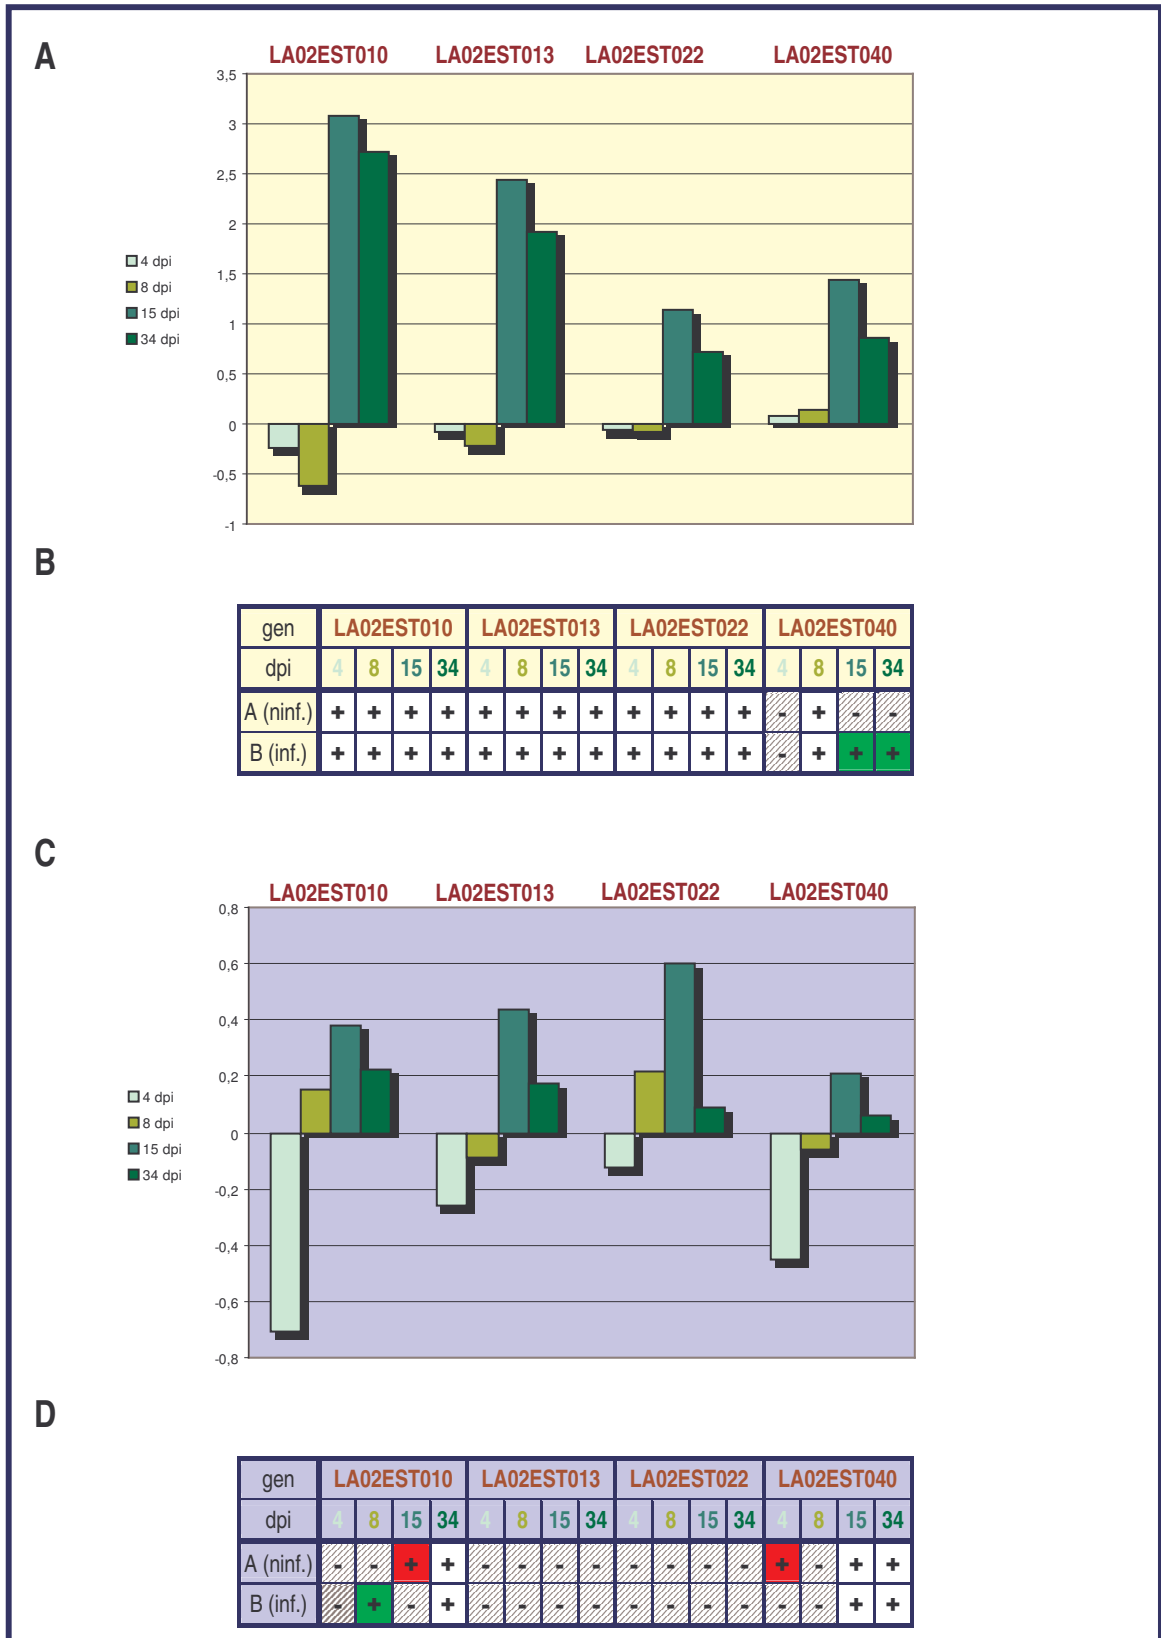 A
LA02EST010 LA02EST013 LA02EST022 LA02EST040
3,5
3
2,5
2
1,5
1
0,5
0
-0,5
-1
4 dpi
8 dpi
15 dpi
34 dpi
B
gen LA02EST010 LA02EST013 LA02EST022 LA02EST040
dpi 4 8 15 34 4 8 15 34 4 8 15 34 4 8 15 34
A (ninf.) + + + + + + + + + + + + - + - -
B (inf.) + + + + + + + + + + + + - + + +
C
LA02EST010 LA02EST013 LA02EST022 LA02EST040
0,8
0,6
0,4
0,2
0
-0,2
-0,4
-0,6
-0,8
4 dpi
8 dpi
15 dpi
34 dpi
D
gen LA02EST010 LA02EST013 LA02EST022 LA02EST040
dpi 4 8 15 34 4 8 15 34 4 8 15 34 4 8 15 34
A (ninf.) - - + + - - - - - - - - + - + +
B (inf.) - + - + - - - - - - - - - - + +